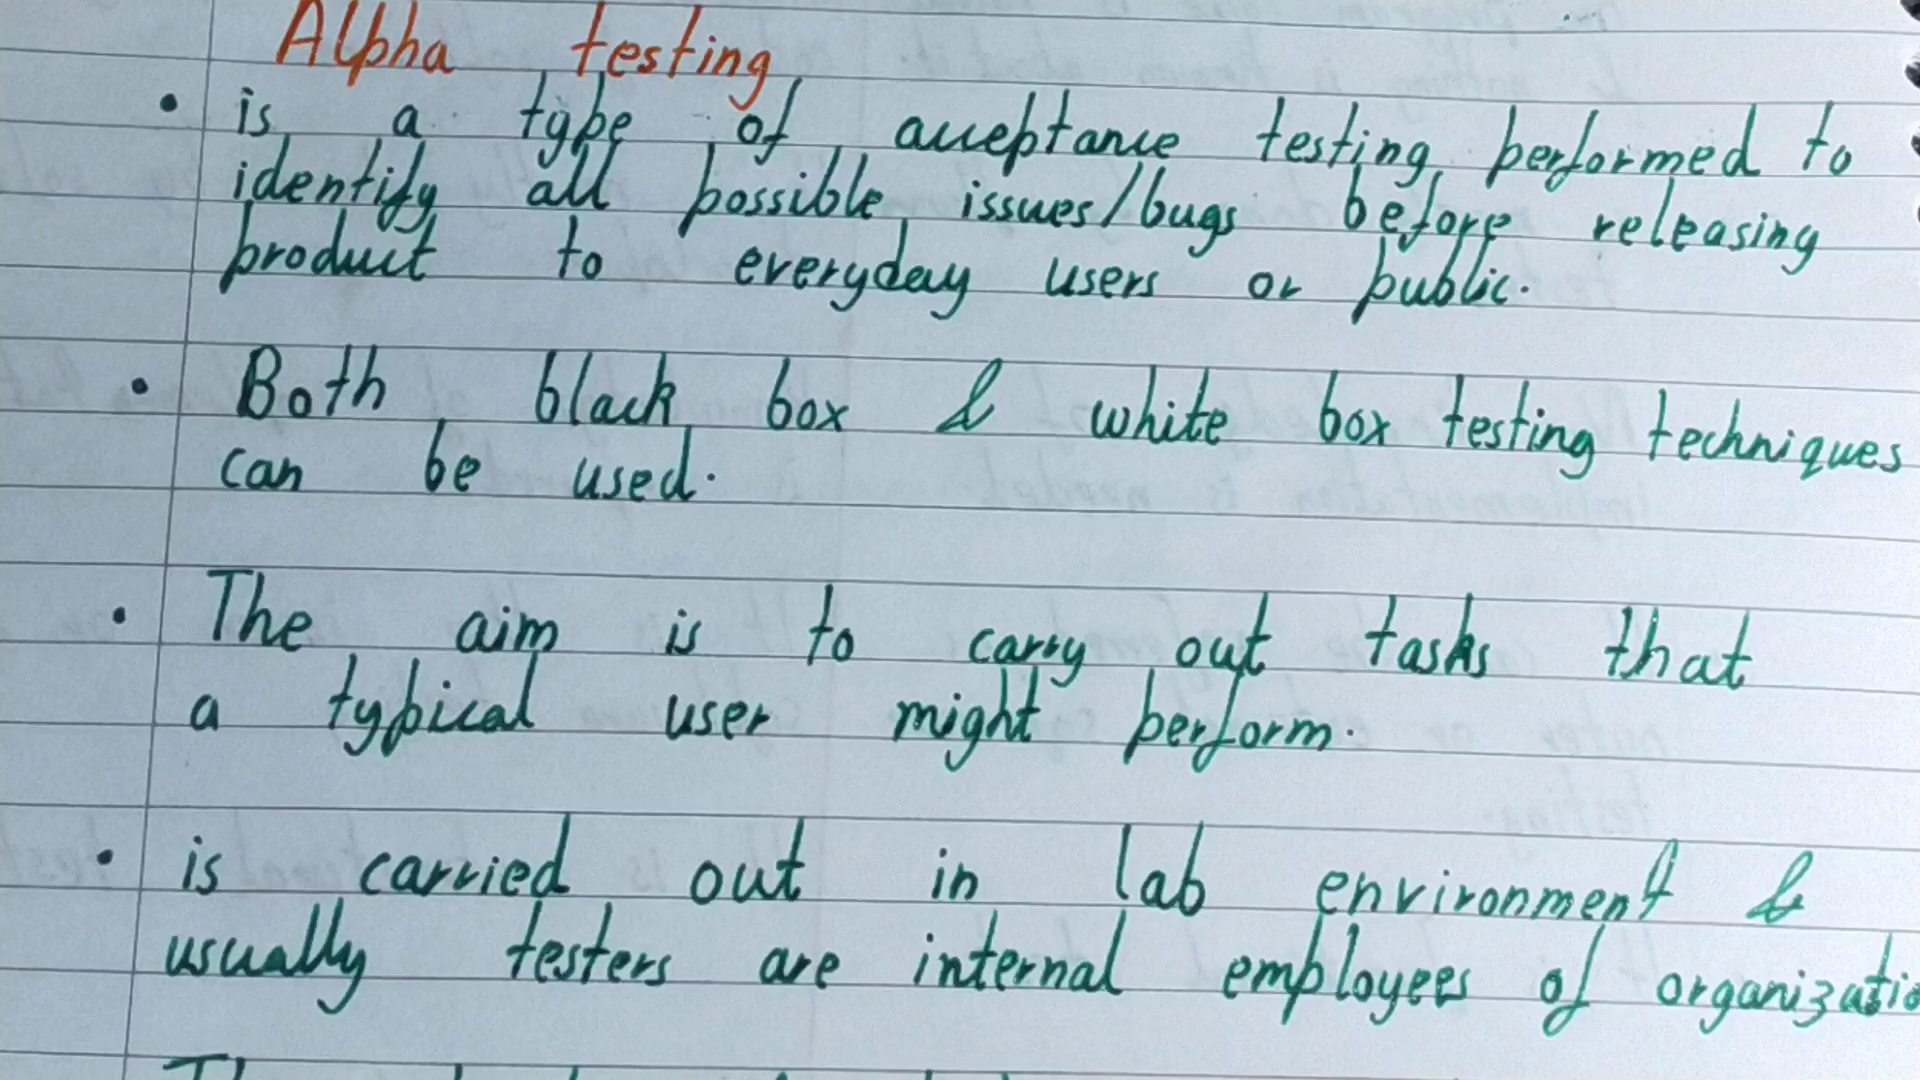 Alpha testing
• is a type of acceptance testing performed to
identify all possible issues/bugs before releasing
product to everyday users or public.
• Both black box & white box testing techniques
can be used.
• The aim is to carry out tasks that
a typical user might perform.
• is carried out in lab environment &
usually testers are internal employees of organizatio